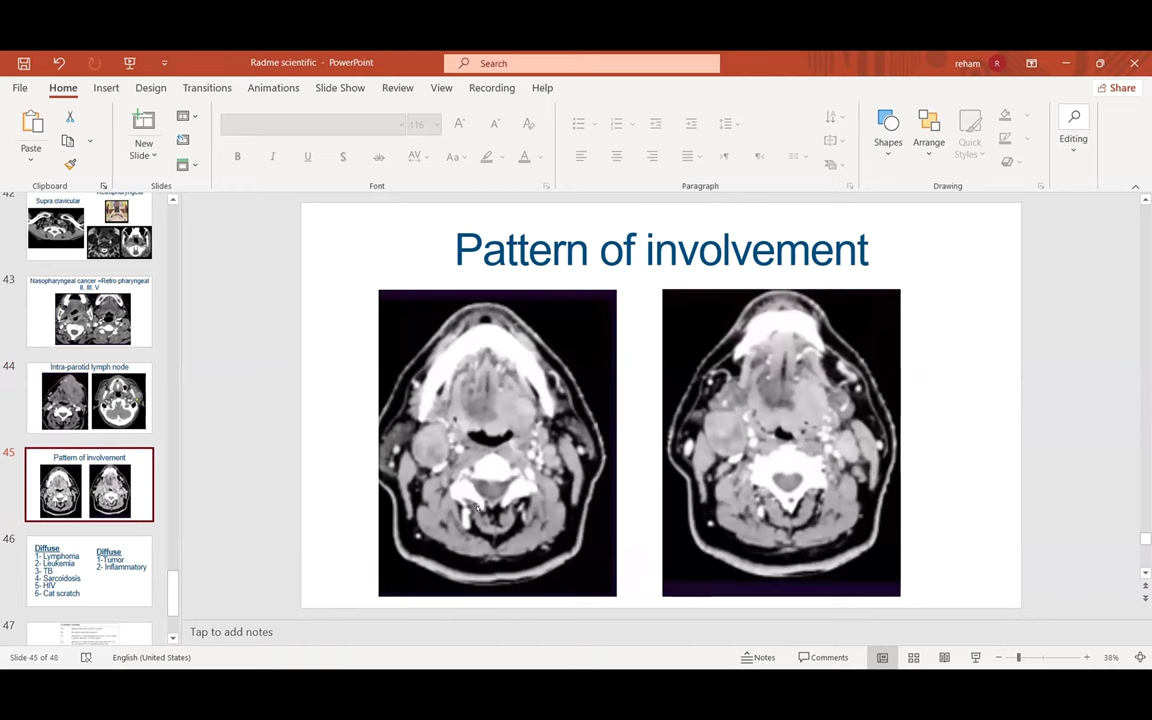 Radme scientific - PowerPoint
Search
reham
R
File
Home
Insert
Design
Transitions
Animations
Slide Show
Recording
Review
View
Help
Share
Paste
New
Slide
116
Shapes
Arrange
Quick
Styles
Editing
Clipboard
Slides
Font
Paragraph
Drawing
42
Supra clavicular
43
Nasopharyngeal cancer =Retro pharyngeal
II, III, V
44
Intra-parotid lymph node
45
Pattern of involvement
46
Diffuse
1- Lymphoma
2- Leukemia
3- TB
4- Sarcoidosis
5- HIV
6- Cat scratch
Diffuse
1-Tumor
2- Inflammatory
47
Pattern of involvement
Tap to add notes
Slide 45 of 48
English (United States)
Notes
Comments
38%